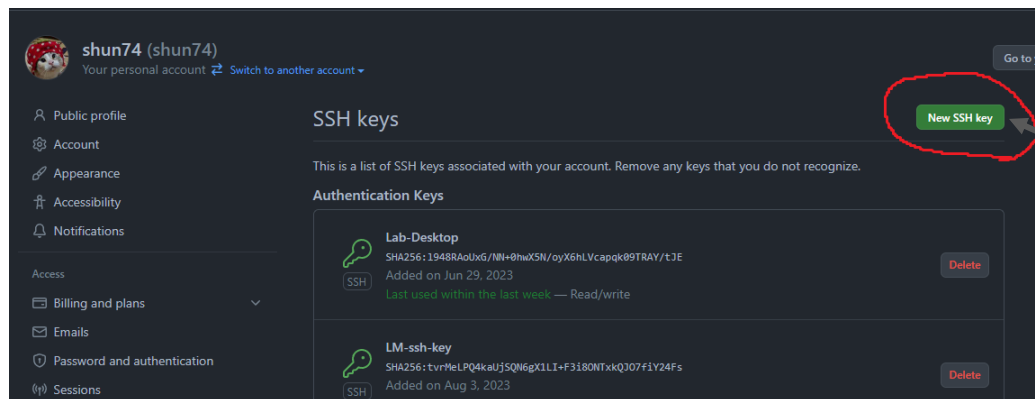 shun74 (shun74)
Your personal account Switch to another account
Go to
Public profile
Account
Appearance
Accessibility
Notifications
Access
Billing and plans
Emails
Password and authentication
Sessions
SSH keys
New SSH key
This is a list of SSH keys associated with your account. Remove any keys that you do not recognize.
Authentication Keys
Lab-Desktop
SHA256:1948RAoUxG/NN+0hwX5N/oyX6hLVcapqk09TRAY/tJE
SSH
Added on Jun 29, 2023
Last used within the last week — Read/write
Delete
LM-ssh-key
SHA256:tvrMeLPQ4kaUjSQN6gX1LI+F3i8ONTxkQJO7fiY24Fs
SSH
Added on Aug 3, 2023
Delete